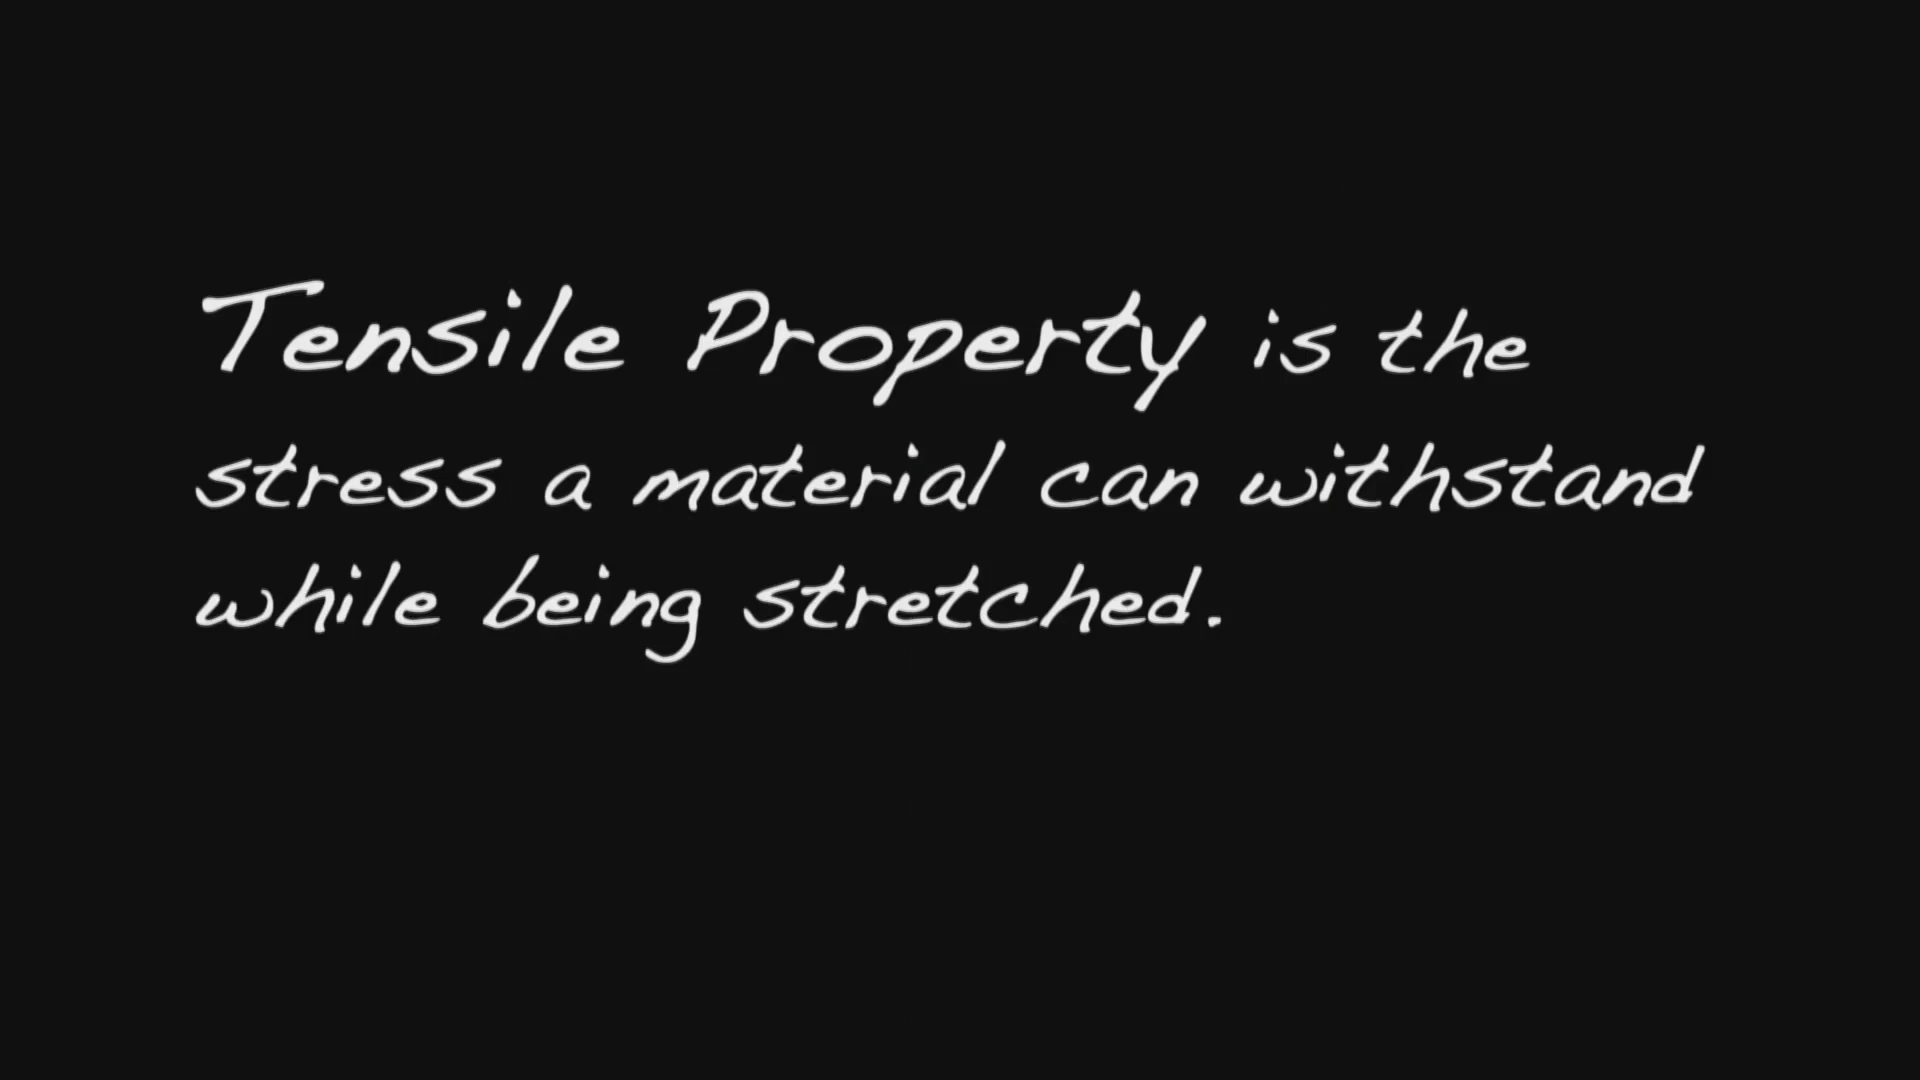 Tensile Property is the
stress a material can withstand
while being stretched.